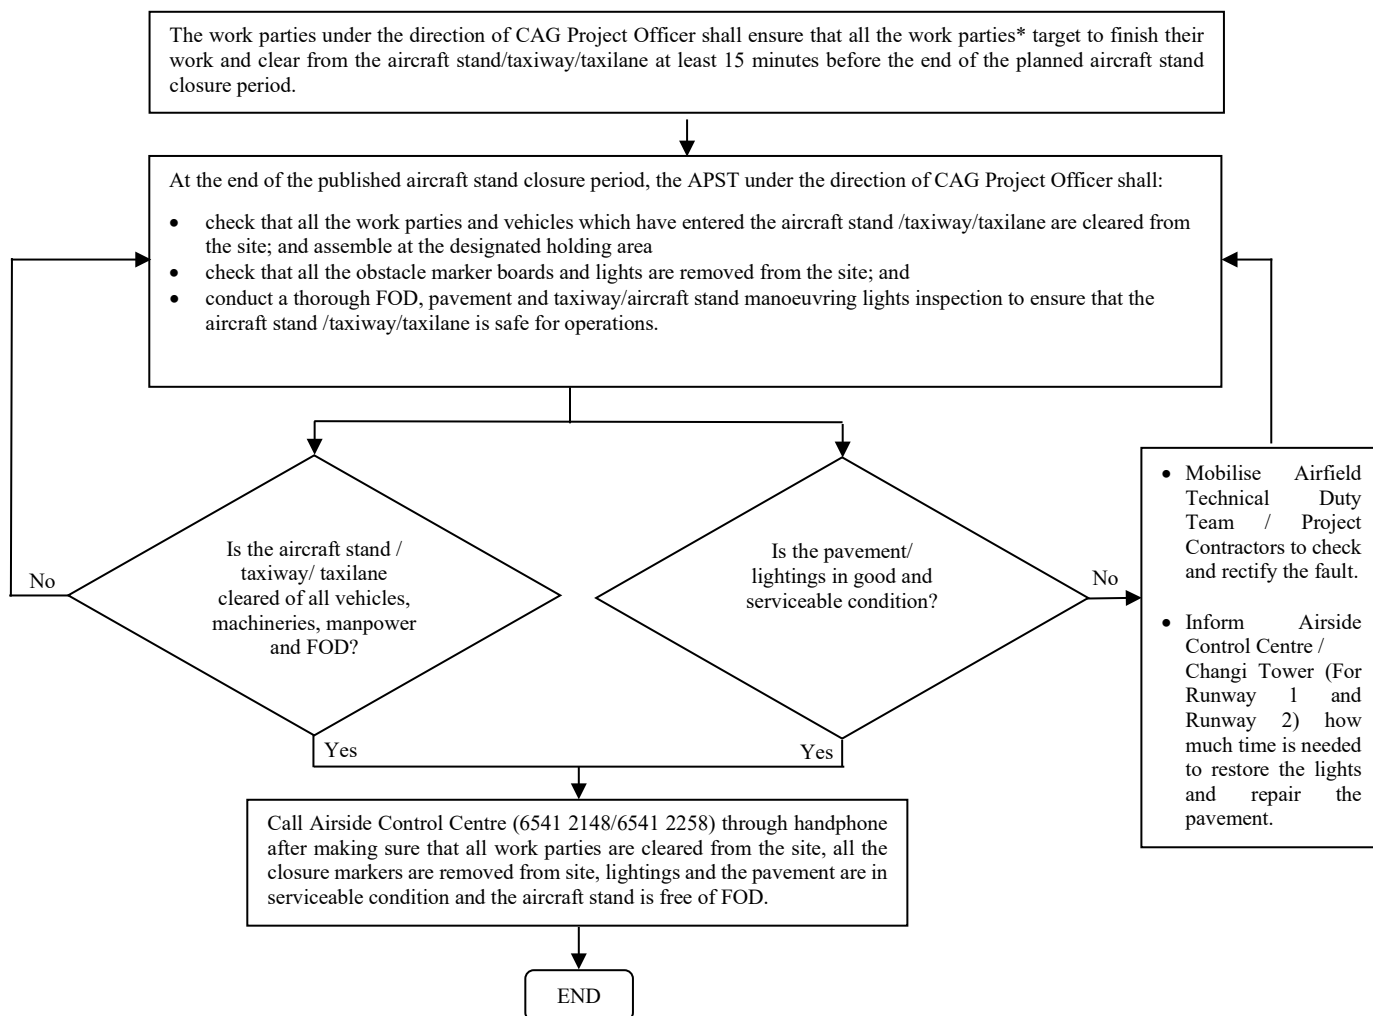 The work parties under the direction of CAG Project Officer shall ensure that all the work parties* target to finish their
work and clear from the aircraft stand/taxiway/taxilane at least 15 minutes before the end of the planned aircraft stand
closure period.
At the end of the published aircraft stand closure period, the APST under the direction of CAG Project Officer shall:
• check that all the work parties and vehicles which have entered the aircraft stand /taxiway/taxilane are cleared from
the site; and assemble at the designated holding area
• check that all the obstacle marker boards and lights are removed from the site; and
• conduct a thorough FOD, pavement and taxiway/aircraft stand manoeuvring lights inspection to ensure that the
aircraft stand /taxiway/taxilane is safe for operations.
Is the aircraft stand /
taxiway/ taxilane
cleared of all vehicles,
machineries, manpower
and FOD?
No
Yes
Is the pavement/
lightings in good and
serviceable condition?
No
Yes
• Mobilise Airfield
Technical Duty
Team / Project
Contractors to check
and rectify the fault.
• Inform Airside
Control Centre /
Changi Tower (For
Runway 1 and
Runway 2) how
much time is needed
to restore the lights
and repair the
pavement.
Call Airside Control Centre (6541 2148/6541 2258) through handphone
after making sure that all work parties are cleared from the site, all the
closure markers are removed from site, lightings and the pavement are in
serviceable condition and the aircraft stand is free of FOD.
END